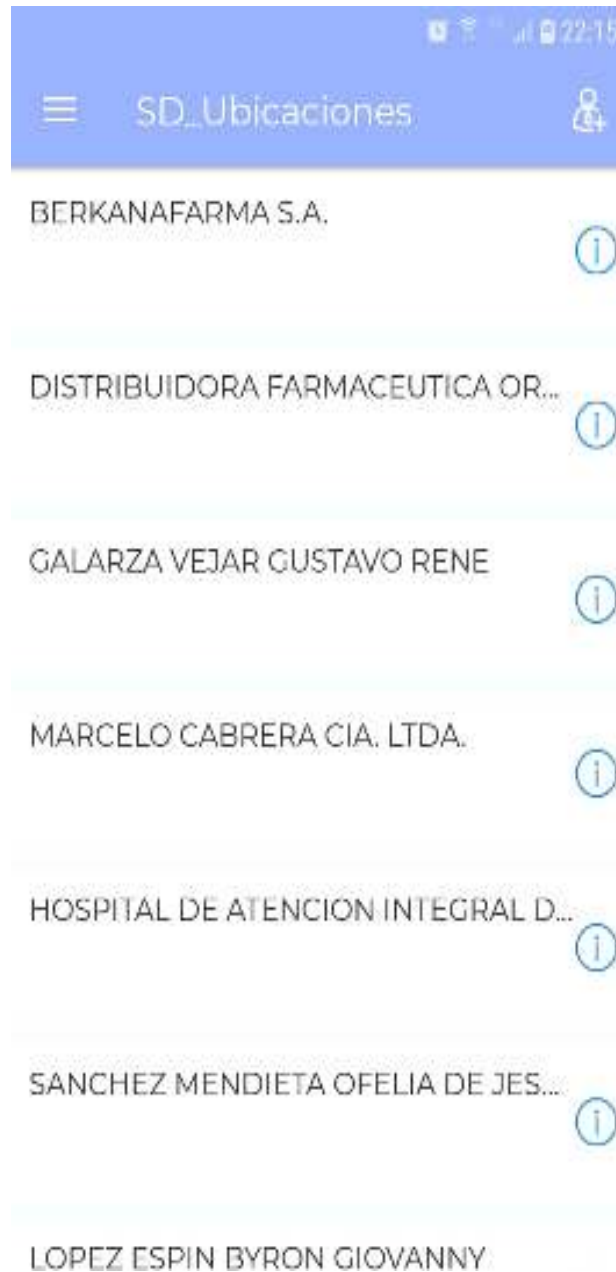 22:15
SD_Ubicaciones
BERKANAFARMA S.A.
DISTRIBUIDORA FARMACEUTICA OR...
GALARZA VEJAR GUSTAVO RENE
MARCELO CABRERA CIA. LTDA.
HOSPITAL DE ATENCION INTEGRAL D...
SANCHEZ MENDIETA OFELIA DE JES...
LOPEZ ESPIN BYRON GIOVANNY